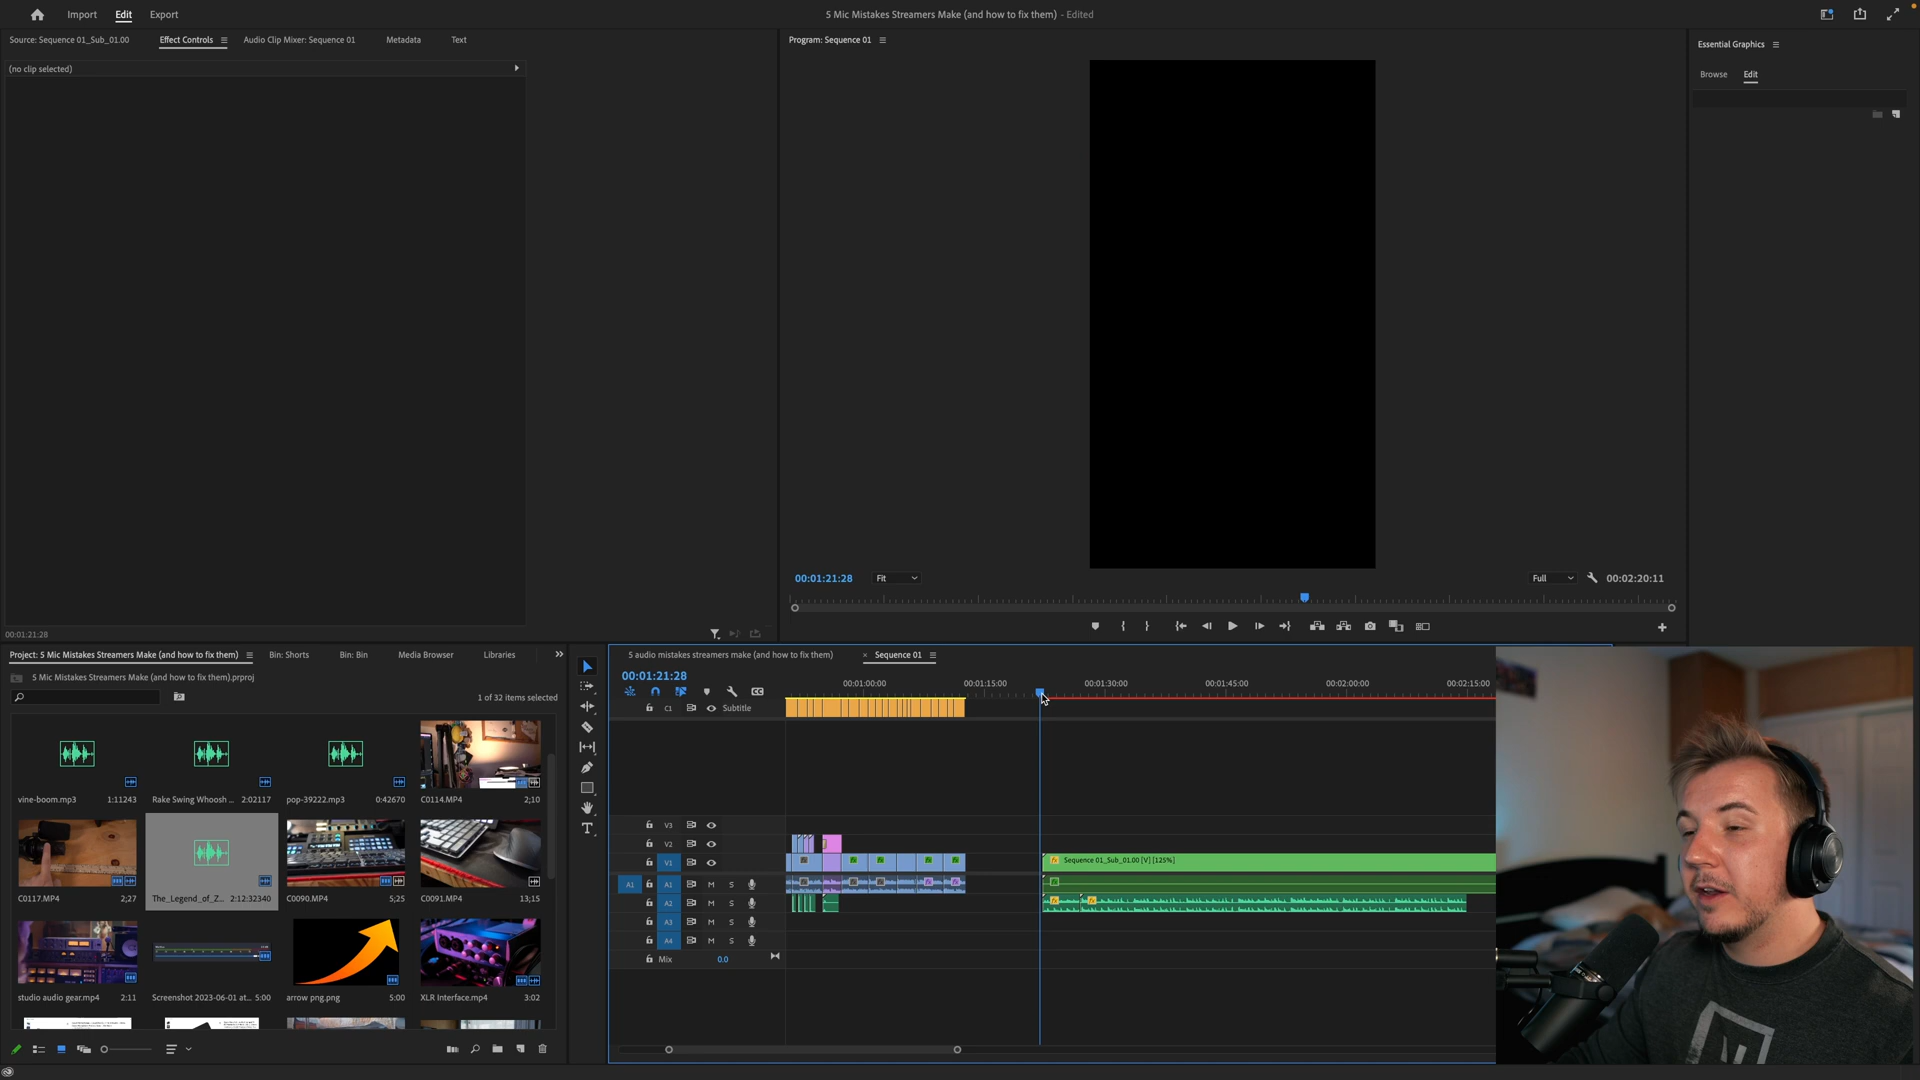 Import
Edit
Export
5 Mic Mistakes Streamers Make (and how to fix them) - Edited
Source: Sequence 01_Sub_01.00
Effect Controls
Audio Clip Mixer: Sequence 01
Metadata
Text
Program: Sequence 01
Essential Graphics
(no clip selected)
Browse
Edit
00:01:21:28
Fit
Full
00:02:20:11
00:01:21:28
Project: 5 Mic Mistakes Streamers Make (and how to fix them)
Bin: Shorts
Bin: Bin
Media Browser
Libraries
5 Mic Mistakes Streamers Make (and how to fix them).prproj
1 of 32 items selected
vine-boom.mp3 1:11243
Rake Swing Whoosh ... 2:02117
pop-39222.mp3 0:42670
C0114.MP4 2;10
C0117.MP4 2;27
The_Legend_of_Z... 2:12:32340
C0090.MP4 5;25
C0091.MP4 13;15
studio audio gear.mp4 2:11
Screenshot 2023-06-01 at... 5:00
arrow png.png 5:00
XLR Interface.mp4 3:02
5 audio mistakes streamers make (and how to fix them)
× Sequence 01
00:01:21:28
00:01:00:00
00:01:15:00
00:01:30:00
00:01:45:00
00:02:00:00
00:02:15:00
C1 Subtitle
V3
V2
V1
Sequence 01_Sub_01.00 [V] [125%]
A1 A1 M S
A2 M S
A3 M S
A4 M S
Mix 0.0